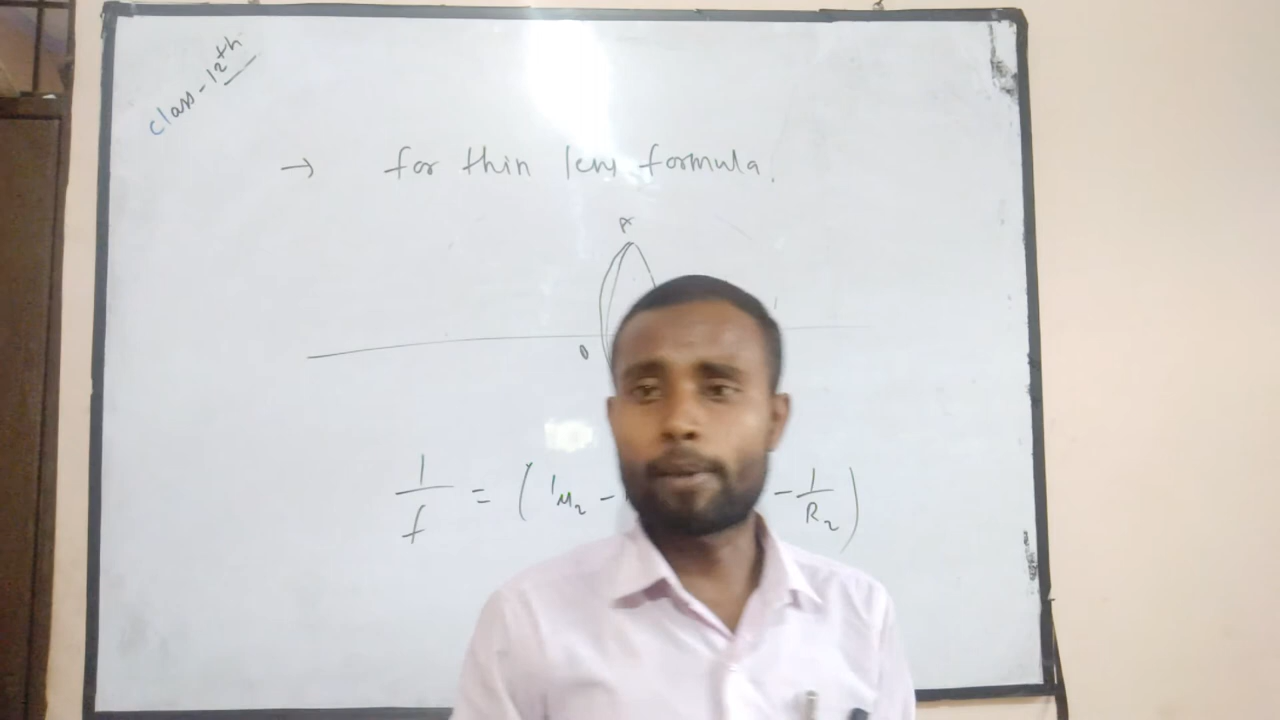 class-12th
→ for thin lens formula.
A
O
1/f = (¹μ₂ -
- 1/R₂)